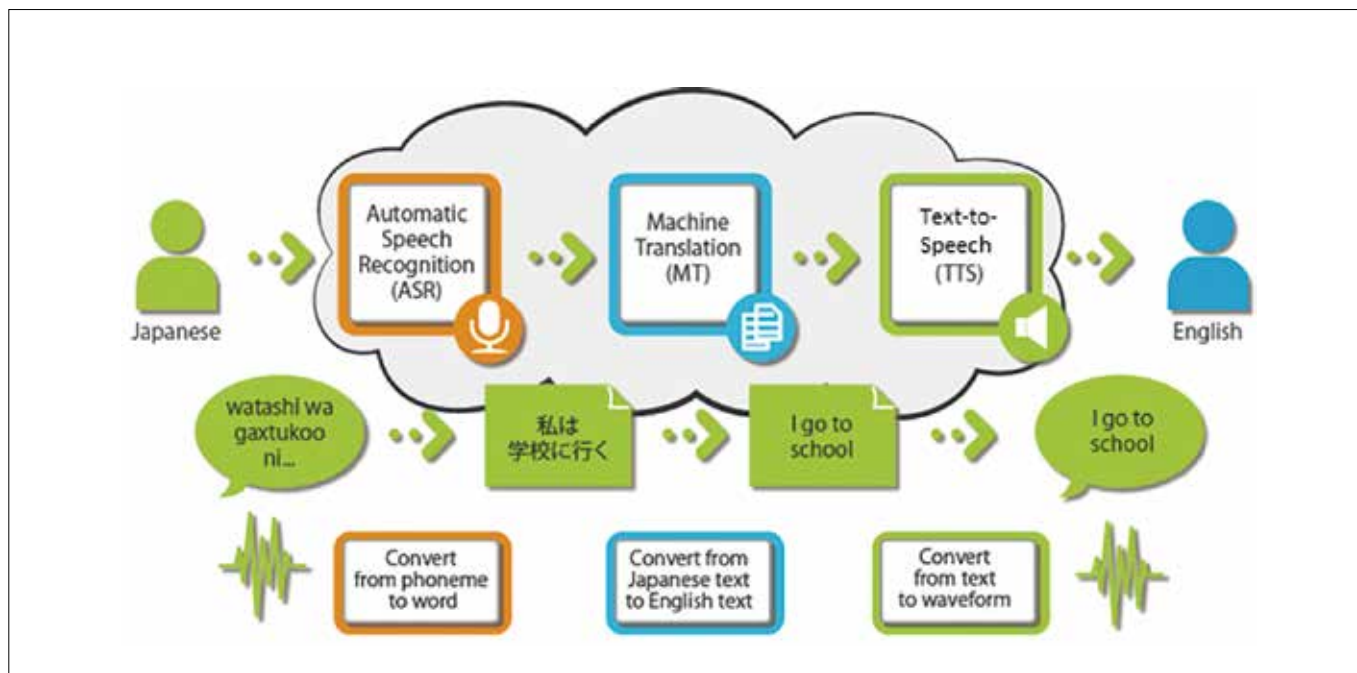 Automatic
Speech
Recognition
(ASR)
Machine
Translation
(MT)
Text-to-
Speech
(TTS)
Japanese
English
watashi wa
gaxtukoo
ni...
私は
学校に行く
I go to
school
I go to
school
Convert
from phoneme
to word
Convert from
Japanese text
to English text
Convert
from text
to waveform